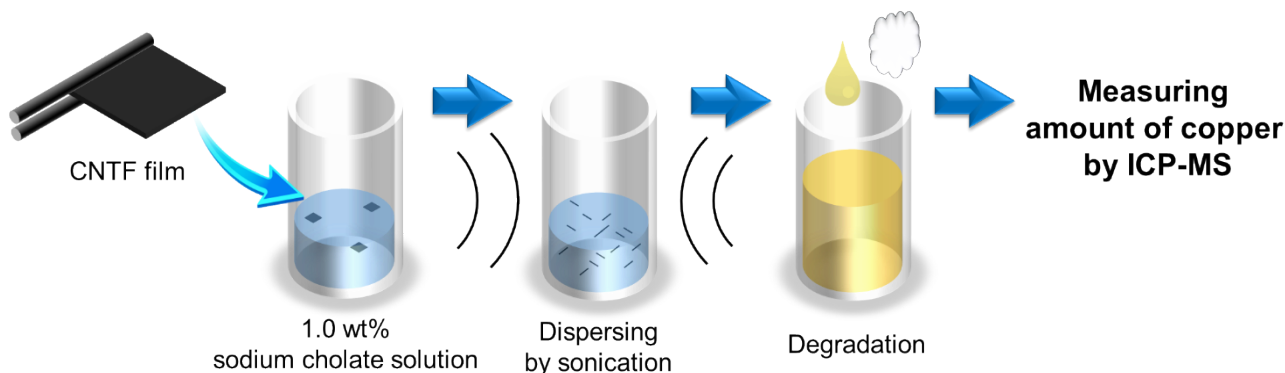 CNTF film
1.0 wt%
sodium cholate solution
Dispersing
by sonication
Degradation
Measuring
amount of copper
by ICP-MS